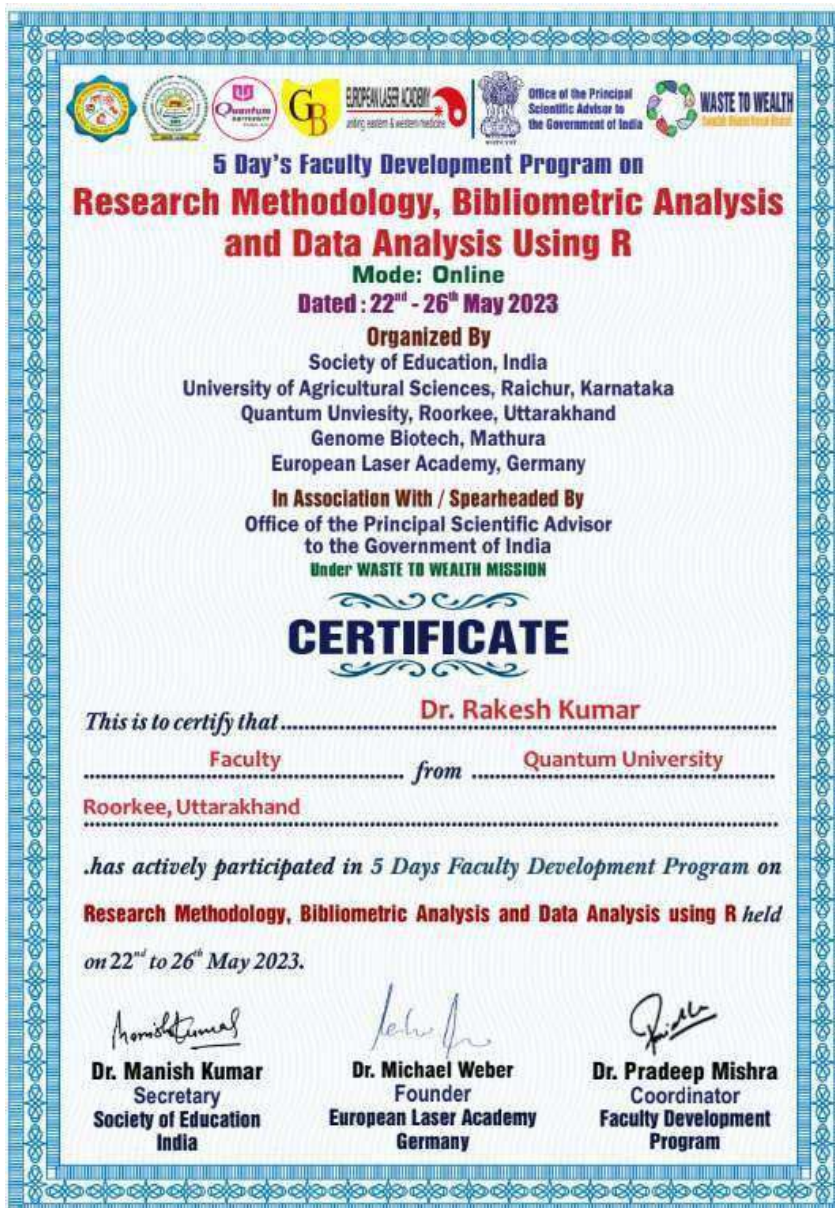 Quantum
UNIVERSITY
GB
EUROPEAN LASER ACADEMY
uniting eastern & western medicine
Office of the Principal
Scientific Advisor to
the Government of India
WASTE TO WEALTH
5 Day's Faculty Development Program on
Research Methodology, Bibliometric Analysis
and Data Analysis Using R
Mode: Online
Dated : 22nd - 26th May 2023
Organized By
Society of Education, India
University of Agricultural Sciences, Raichur, Karnataka
Quantum Unviesity, Roorkee, Uttarakhand
Genome Biotech, Mathura
European Laser Academy, Germany
In Association With / Spearheaded By
Office of the Principal Scientific Advisor
to the Government of India
Under WASTE TO WEALTH MISSION
CERTIFICATE
This is to certify that Dr. Rakesh Kumar
Faculty from Quantum University
Roorkee, Uttarakhand
.has actively participated in 5 Days Faculty Development Program on
Research Methodology, Bibliometric Analysis and Data Analysis using R held
on 22nd to 26th May 2023.
Dr. Manish Kumar
Secretary
Society of Education
India
Dr. Michael Weber
Founder
European Laser Academy
Germany
Dr. Pradeep Mishra
Coordinator
Faculty Development
Program